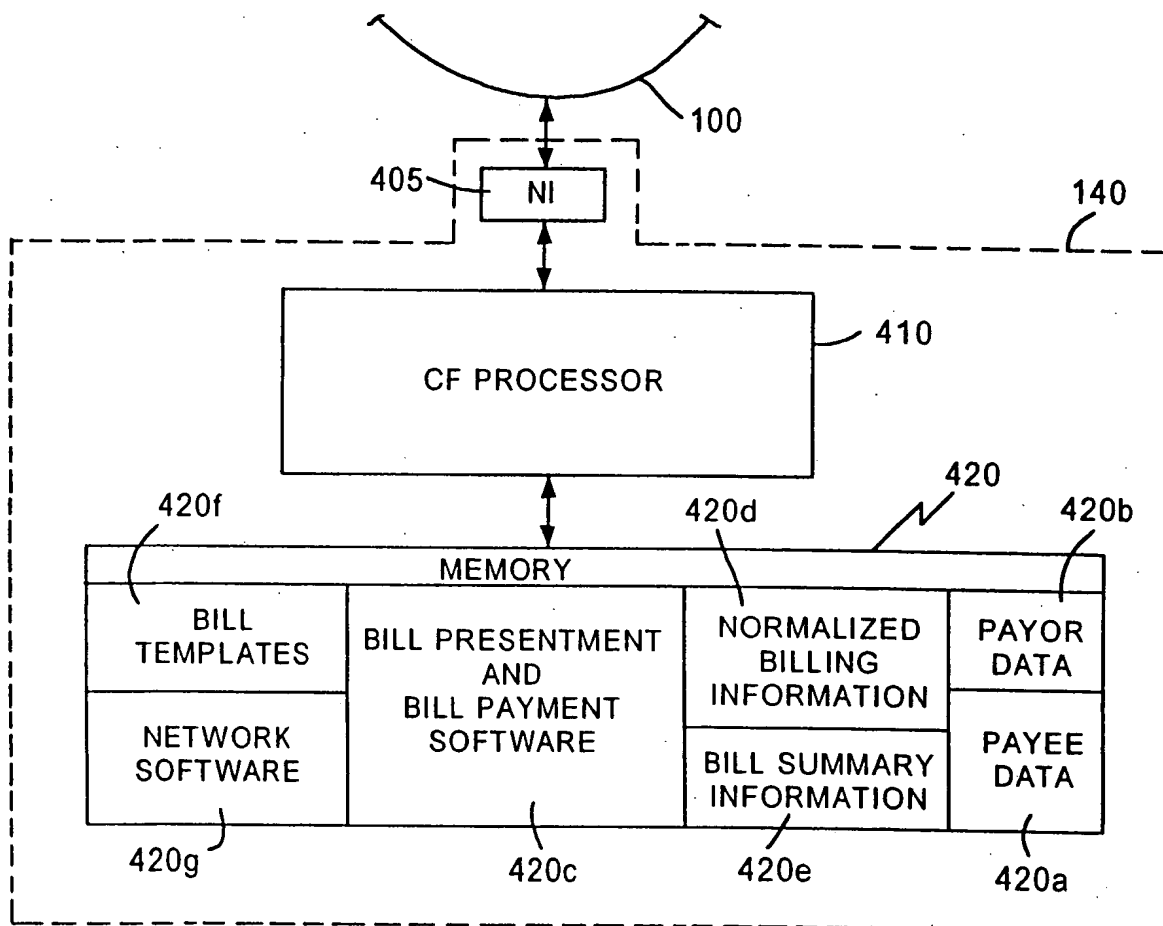 100
405
NI
140
CF PROCESSOR
410
420f
420d
420
420b
MEMORY
BILL
TEMPLATES
BILL PRESENTMENT
AND
BILL PAYMENT
SOFTWARE
NORMALIZED
BILLING
INFORMATION
PAYOR
DATA
NETWORK
SOFTWARE
BILL SUMMARY
INFORMATION
PAYEE
DATA
420g
420c
420e
420a